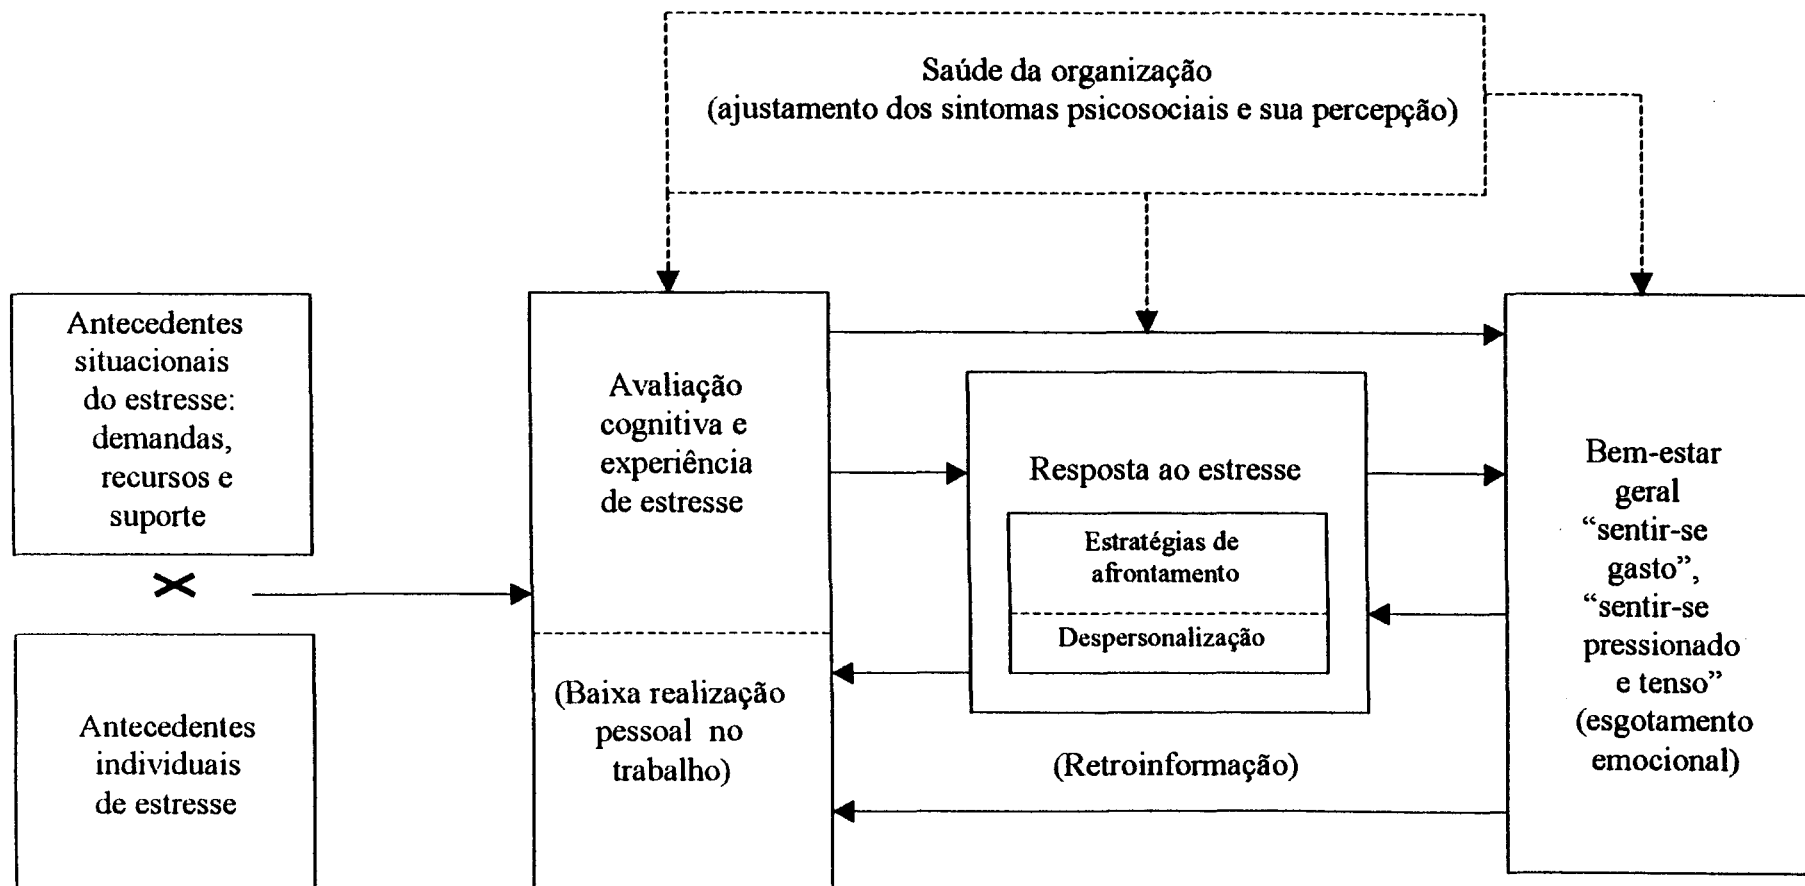 Saúde da organização
(ajustamento dos sintomas psicosociais e sua percepção)
Antecedentes
situacionais
do estresse:
demandas,
recursos e
suporte
Antecedentes
individuais
de estresse
Avaliação
cognitiva e
experiência
de estresse
(Baixa realização
pessoal no
trabalho)
Resposta ao estresse
Estratégias de
afrontamento
Despersonalização
(Retroinformação)
Bem-estar
geral
“sentir-se
gasto”,
“sentir-se
pressionado
e tenso”
(esgotamento
emocional)